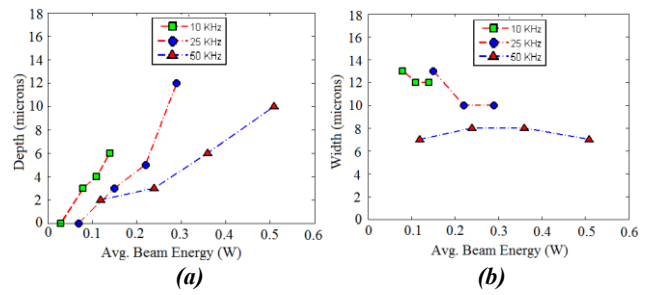 18
16
14
12
10
8
6
4
2
0
Depth (microns)
10 KHz
25 KHz
50 KHz
0 0.1 0.2 0.3 0.4 0.5 0.6
Avg. Beam Energy (W)
(a)
18
16
14
12
10
8
6
4
2
0
Width (microns)
10 KHz
25 KHz
50 KHz
0 0.1 0.2 0.3 0.4 0.5 0.6
Avg. Beam Energy (W)
(b)